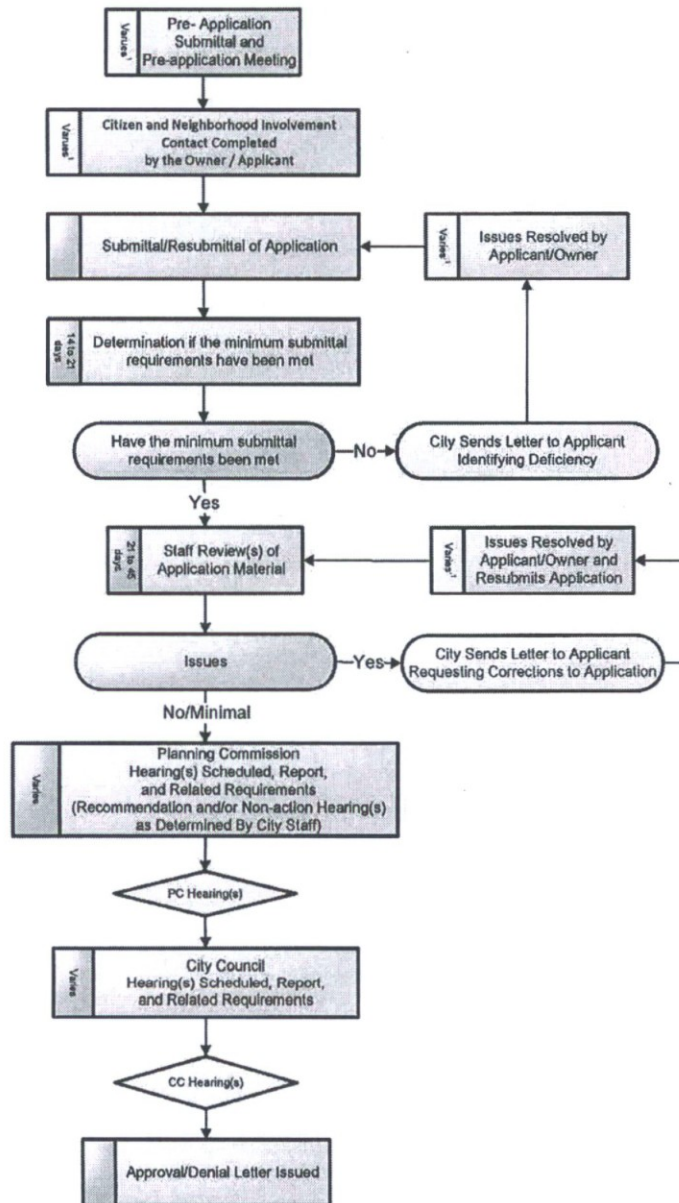 Varies¹
Pre- Application
Submittal and
Pre-application Meeting
Varies¹
Citizen and Neighborhood Involvement
Contact Completed
by the Owner / Applicant
Submittal/Resubmittal of Application
Varies¹
Issues Resolved by
Applicant/Owner
14 to 21
days
Determination if the minimum submittal
requirements have been met
Have the minimum submittal
requirements been met
No
City Sends Letter to Applicant
Identifying Deficiency
Yes
21 to 45
days
Staff Review(s) of
Application Material
Varies¹
Issues Resolved by
Applicant/Owner and
Resubmits Application
Issues
Yes
City Sends Letter to Applicant
Requesting Corrections to Application
No/Minimal
Varies
Planning Commission
Hearing(s) Scheduled, Report,
and Related Requirements
(Recommendation and/or Non-action Hearing(s)
as Determined By City Staff)
PC Hearing(s)
Varies
City Council
Hearing(s) Scheduled, Report,
and Related Requirements
CC Hearing(s)
Approval/Denial Letter Issued